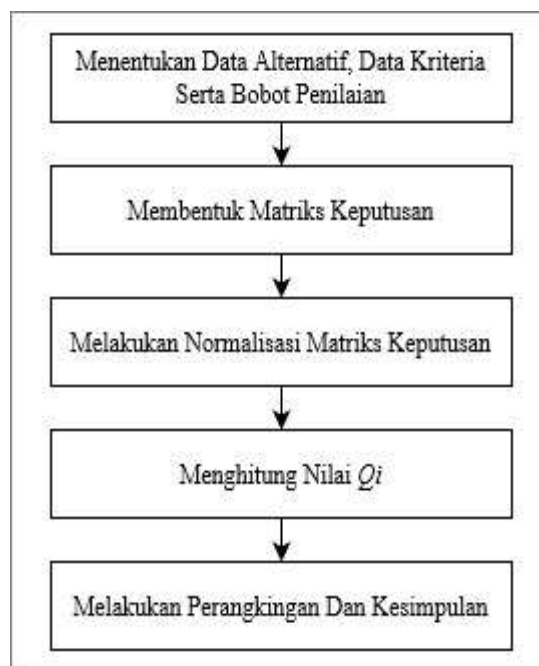 Menentukan Data Alternatif, Data Kriteria
Serta Bobot Penilaian
Membentuk Matriks Keputusan
Melakukan Normalisasi Matriks Keputusan
Menghitung Nilai Qi
Melakukan Perangkingan Dan Kesimpulan